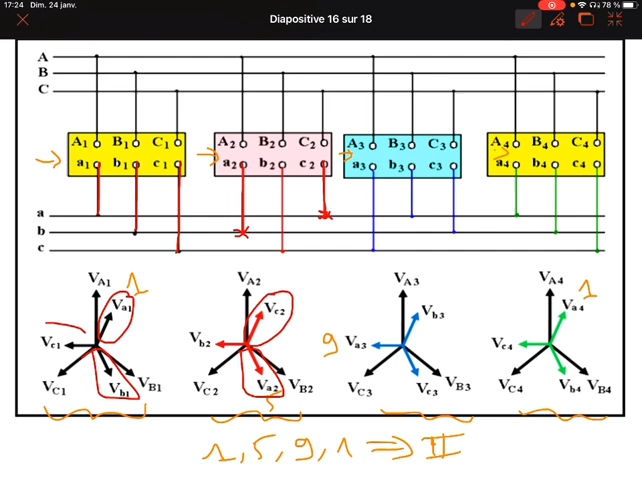 17:24 Dim. 24 janv.
78 %
Diapositive 16 sur 18
A
B
C
A1 B1 C1
a1 b1 c1
A2 B2 C2
a2 b2 c2
A3 B3 C3
a3 b3 c3
A4 B4 C4
a4 b4 c4
a
b
c
VA1 1
Va1
Vc1
VC1 Vb1 VB1
VA2
Vc2
Vb2
VC2 Va2 VB2
5
VA3
Vb3
9 Va3
VC3 Vc3 VB3
VA4 1
Va4
Vc4
VC4 Vb4 VB4
1, 5, 9, 1 ⇒ II